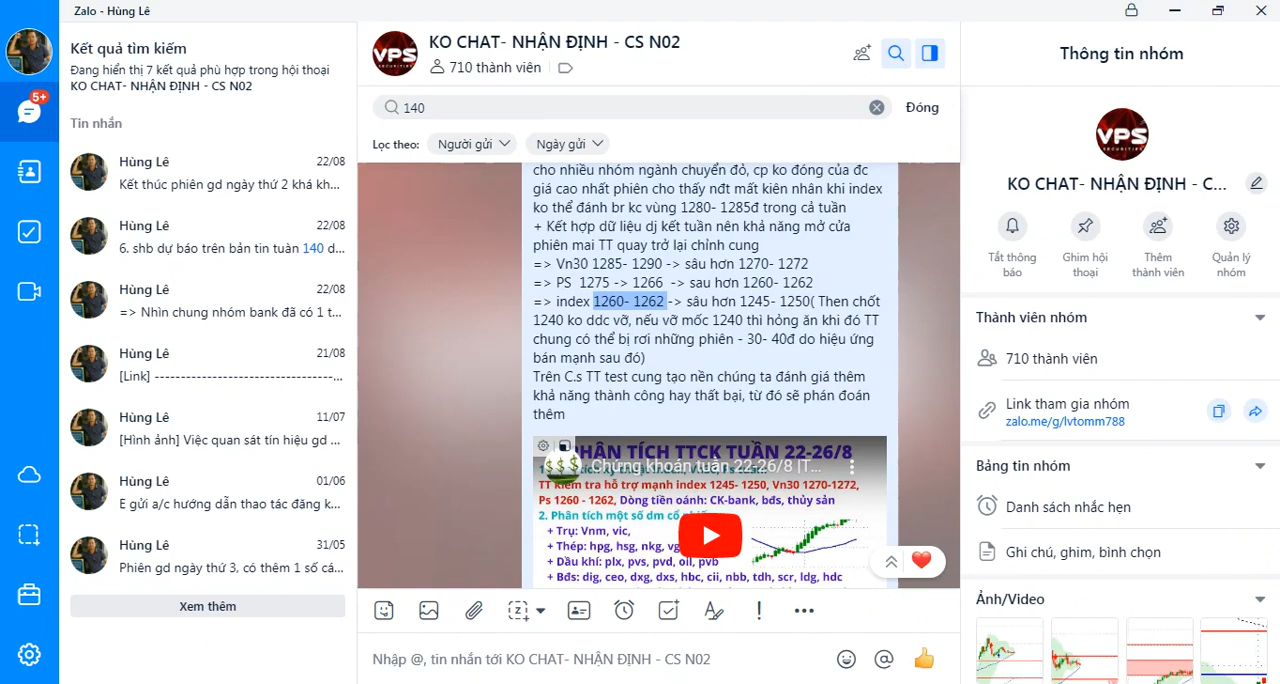 Zalo - Hùng Lê
5+
Kết quả tìm kiếm
Đang hiển thị 7 kết quả phù hợp trong hội thoại
KO CHAT- NHẬN ĐỊNH - CS N02
Tin nhắn
Hùng Lê 22/08
Kết thúc phiên gd ngày thứ 2 khá kh...
Hùng Lê 22/08
6. shb dự báo trên bản tin tuàn 140 d...
Hùng Lê 22/08
=> Nhìn chung nhóm bank đã có 1 t...
Hùng Lê 21/08
[Link] ---------------------------------...
Hùng Lê 11/07
[Hình ảnh] Việc quan sát tín hiệu gd ...
Hùng Lê 01/06
E gửi a/c hướng dẫn thao tác đăng k...
Hùng Lê 31/05
Phiên gd ngày thứ 3, có thêm 1 số cá...
Xem thêm
VPS
SECURITIES
KO CHAT- NHẬN ĐỊNH - CS N02
710 thành viên
140
Đóng
Lọc theo: Người gửi Ngày gửi
cho nhiều nhóm ngành chuyển đỏ, cp ko đóng của đc
giá cao nhất phiên cho thấy nđt mất kiên nhân khi index
ko thể đánh br kc vùng 1280- 1285đ trong cả tuần
+ Kết hợp dữ liệu dj kết tuần nên khả năng mở cửa
phiên mai TT quay trở lại chỉnh cung
=> Vn30 1285- 1290 -> sâu hơn 1270- 1272
=> PS 1275 -> 1266 -> sau hơn 1260- 1262
=> index 1260- 1262 -> sâu hơn 1245- 1250( Then chốt
1240 ko ddc vỡ, nếu vỡ mốc 1240 thì hỏng ăn khi đó TT
chung có thể bị rơi những phiên - 30- 40đ do hiệu ứng
bán mạnh sau đó)
Trên C.s TT test cung tạo nền chúng ta đánh giá thêm
khả năng thành công hay thất bại, từ đó sẽ phán đoán
thêm
PHÂN TÍCH TTCK TUẦN 22-26/8
Chứng khoán tuần 22-26/8 |T...
TT kiểm tra hỗ trợ mạnh index 1245- 1250, Vn30 1270-1272,
Ps 1260 - 1262, Dòng tiền oánh: CK-bank, bđs, thủy sản
2. Phân tích một số dm cổ
+ Trụ: Vnm, vic,
+ Thép: hpg, hsg, nkg,
+ Dầu khí: plx, pvs, pvd, oil, pvb
+ Bđs: dig, ceo, dxg, dxs, hbc, cii, nbb, tdh, scr, ldg, hdc
Nhập @, tin nhắn tới KO CHAT- NHẬN ĐỊNH - CS N02
Thông tin nhóm
VPS
SECURITIES
KO CHAT- NHẬN ĐỊNH - C...
Tắt thông báo
Ghim hội thoại
Thêm thành viên
Quản lý nhóm
Thành viên nhóm
710 thành viên
Link tham gia nhóm
zalo.me/g/lvtomm788
Bảng tin nhóm
Danh sách nhắc hẹn
Ghi chú, ghim, bình chọn
Ảnh/Video